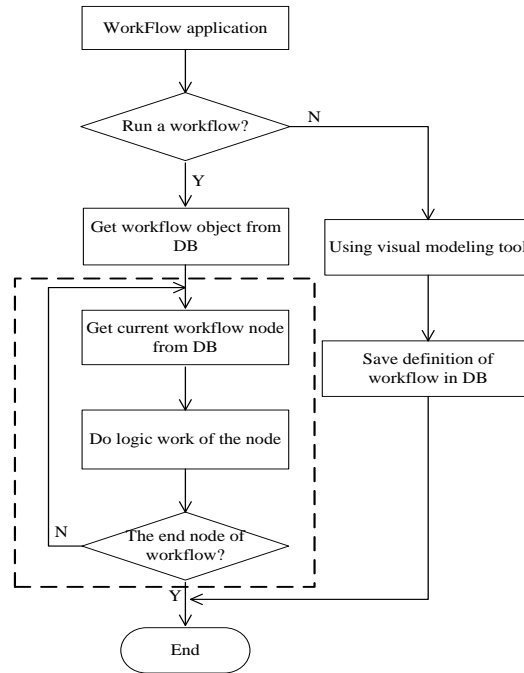 WorkFlow application
Run a workflow?
N
Y
Get workflow object from
DB
Using visual modeling tool
Get current workflow node
from DB
Save definition of
workflow in DB
Do logic work of the node
N
The end node of
workflow?
Y
End